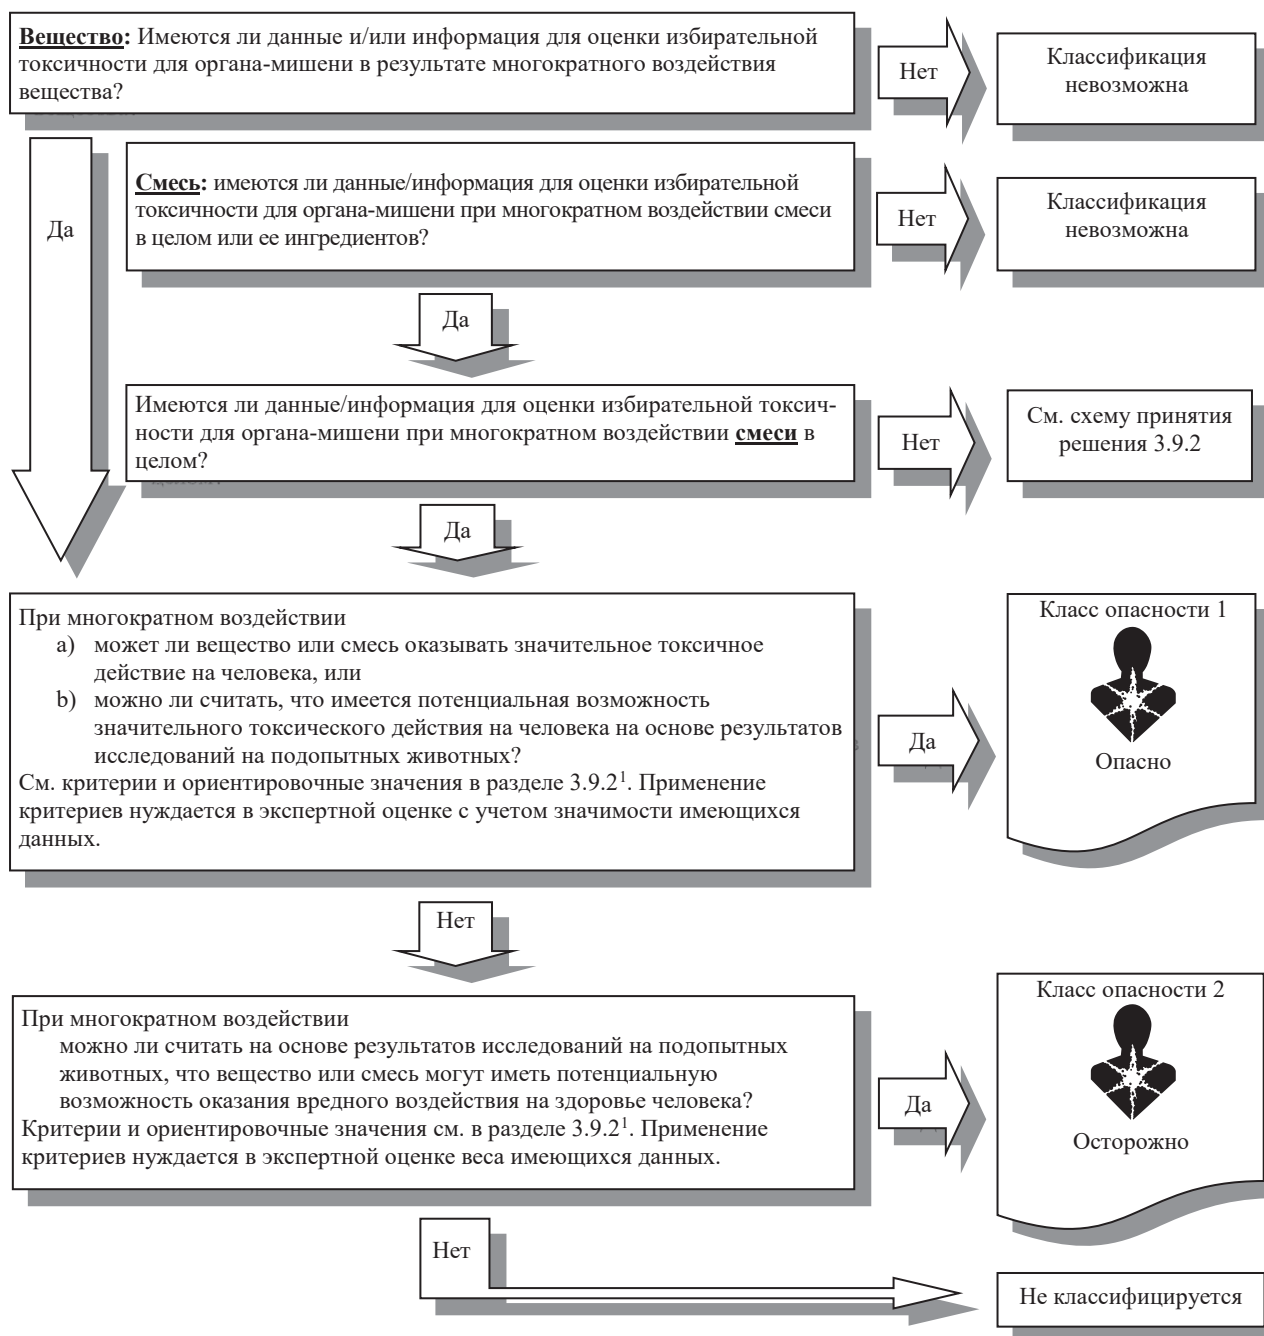 Вещество: Имеются ли данные и/или информация для оценки избирательной
токсичности для органа-мишени в результате многократного воздействия
вещества?
Нет
Классификация
невозможна
Да
Смесь: имеются ли данные/информация для оценки избирательной
токсичности для органа-мишени при многократном воздействии смеси
в целом или ее ингредиентов?
Нет
Классификация
невозможна
Да
Имеются ли данные/информация для оценки избирательной токсич-
ности для органа-мишени при многократном воздействии смеси в
целом?
Нет
См. схему принятия
решения 3.9.2
Да
При многократном воздействии
a) может ли вещество или смесь оказывать значительное токсичное
действие на человека, или
b) можно ли считать, что имеется потенциальная возможность
значительного токсического действия на человека на основе результатов
исследований на подопытных животных?
См. критерии и ориентировочные значения в разделе 3.9.2¹. Применение
критериев нуждается в экспертной оценке с учетом значимости имеющихся
данных.
Да
Класс опасности 1
Опасно
Нет
При многократном воздействии
можно ли считать на основе результатов исследований на подопытных
животных, что вещество или смесь могут иметь потенциальную
возможность оказания вредного воздействия на здоровье человека?
Критерии и ориентировочные значения см. в разделе 3.9.2¹. Применение
критериев нуждается в экспертной оценке веса имеющихся данных.
Да
Класс опасности 2
Осторожно
Нет
Не классифицируется